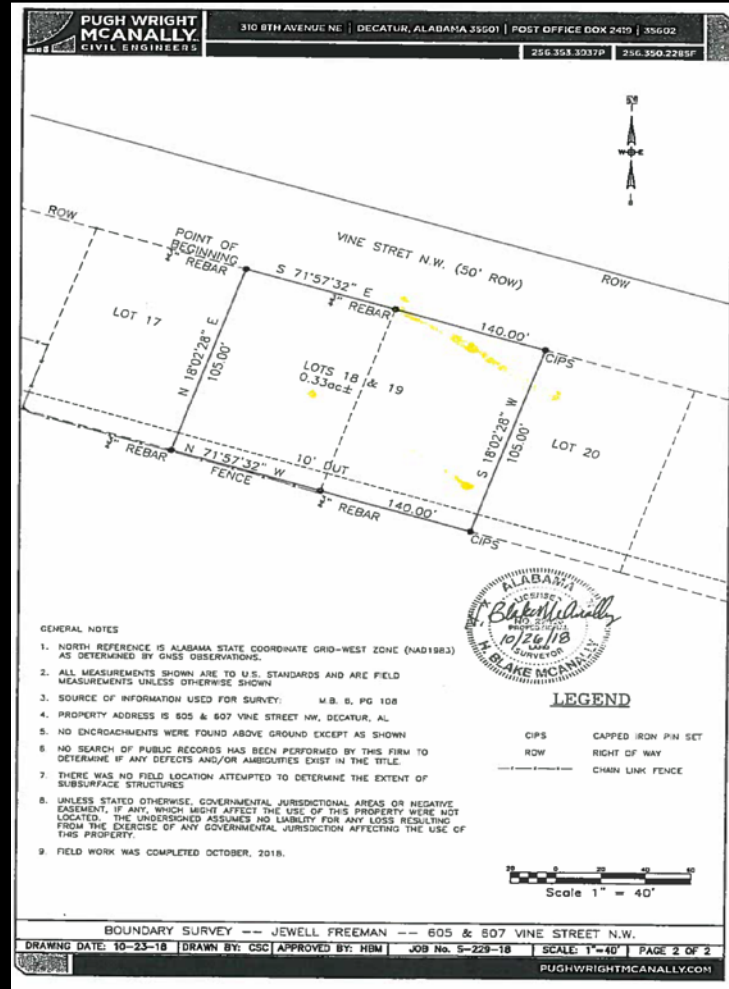 PUGH WRIGHT
MCANALLY
CIVIL ENGINEERS
310 8TH AVENUE NE | DECATUR, ALABAMA 35601 | POST OFFICE BOX 2419 | 35602
256.353.3937P 256.350.2285F
W E
ROW
POINT OF
BEGINNING
REBAR
VINE STRET N.W. (50' ROW)
ROW
S 71°57'32" E
REBAR
140.00'
CIPS
LOT 17
N 18°02'28" E
105.00'
LOTS 18 & 19
0.33ac±
S 18°02'28" W
105.00'
LOT 20
REBAR
N 71°57'32" W
FENCE
10' DUT
REBAR
140.00'
CIPS
ALABAMA
LICENSE
H. Blake McAnally
10/26/18
LAND
SURVEYOR
H. BLAKE MCANALLY
GENERAL NOTES
1. NORTH REFERENCE IS ALABAMA STATE COORDINATE GRID-WEST ZONE (NAD1983)
AS DETERMINED BY GNSS OBSERVATIONS.
2. ALL MEASUREMENTS SHOWN ARE TO U.S. STANDARDS AND ARE FIELD
MEASUREMENTS UNLESS OTHERWISE SHOWN
3. SOURCE OF INFORMATION USED FOR SURVEY: M.B. 6, PG 108
4. PROPERTY ADDRESS IS 605 & 607 VINE STREET NW, DECATUR, AL
5. NO ENCROACHMENTS WERE FOUND ABOVE GROUND EXCEPT AS SHOWN
6 NO SEARCH OF PUBLIC RECORDS HAS BEEN PERFORMED BY THIS FIRM TO
DETERMINE IF ANY DEFECTS AND/OR AMBIGUITIES EXIST IN THE TITLE.
7. THERE WAS NO FIELD LOCATION ATTEMPTED TO DETERMINE THE EXTENT OF
SUBSURFACE STRUCTURES
8. UNLESS STATED OTHERWISE, GOVERNMENTAL JURISDICTIONAL AREAS OR NEGATIVE
EASEMENT, IF ANY, WHICH MIGHT AFFECT THE USE OF THIS PROPERTY WERE NOT
LOCATED. THE UNDERSIGNED ASSUMES NO LIABILITY FOR ANY LOSS RESULTING
FROM THE EXERCISE OF ANY GOVERNMENTAL JURISDICTION AFFECTING THE USE OF
THIS PROPERTY.
9. FIELD WORK WAS COMPLETED OCTOBER, 2018.
LEGEND
CIPS CAPPED IRON PIN SET
ROW RIGHT OF WAY
CHAIN LINK FENCE
20 0 20 40 60
Scale 1" = 40'
BOUNDARY SURVEY -- JEWELL FREEMAN -- 605 & 607 VINE STREET N.W.
DRAWING DATE: 10-23-18 DRAWN BY: CSC APPROVED BY: HBM JOB No. S-229-18 SCALE: 1"=40' PAGE 2 OF 2
PUGHWRIGHTMCANALLY.COM